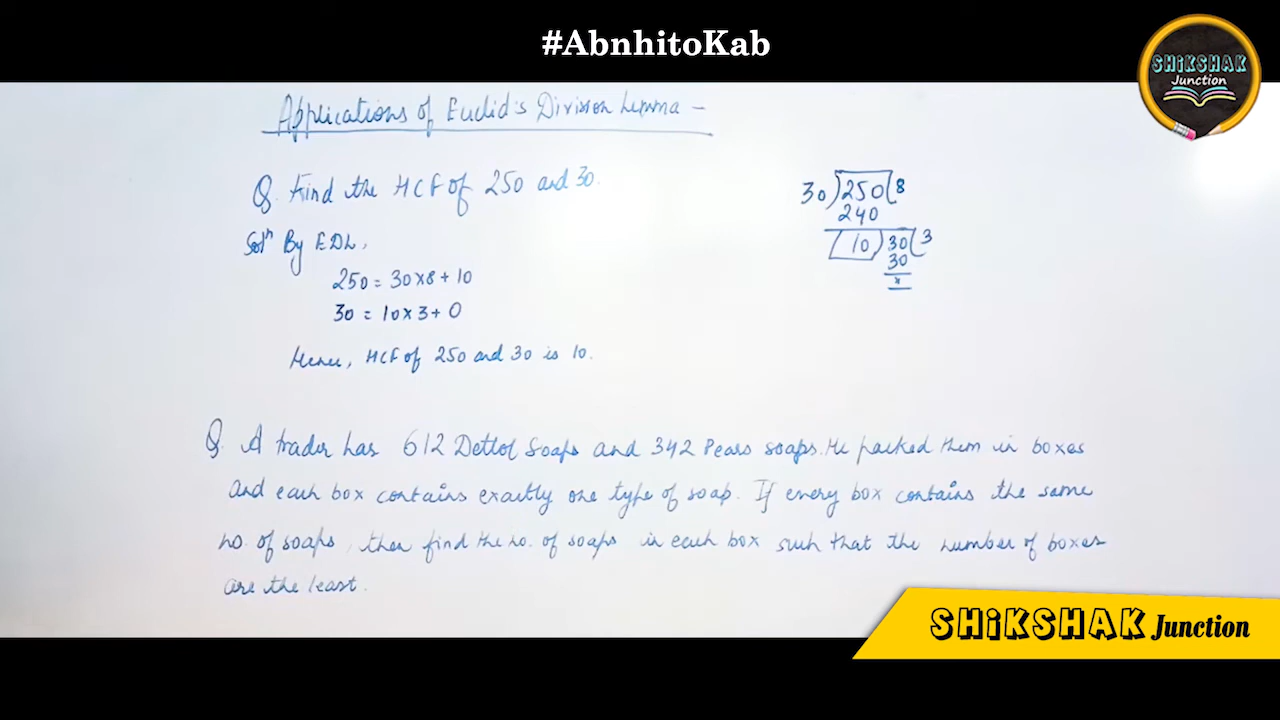 #AbnhitoKab
SHiKSHAK
Junction
Applications of Euclid's Division Lemma -
Q. Find the HCF of 250 and 30.
Solⁿ By EDL,
250 = 30 x 8 + 10
30 = 10 x 3 + 0
Hence, HCF of 250 and 30 is 10.
30)250(8
240
10)30(3
30
x
Q. A trader has 612 Dettol Soaps and 342 Pears soaps. He packed them in boxes
and each box contains exactly one type of soap. If every box contains the same
no. of soaps, then find the no. of soaps in each box such that the number of boxes
are the least.
SHiKSHAK Junction